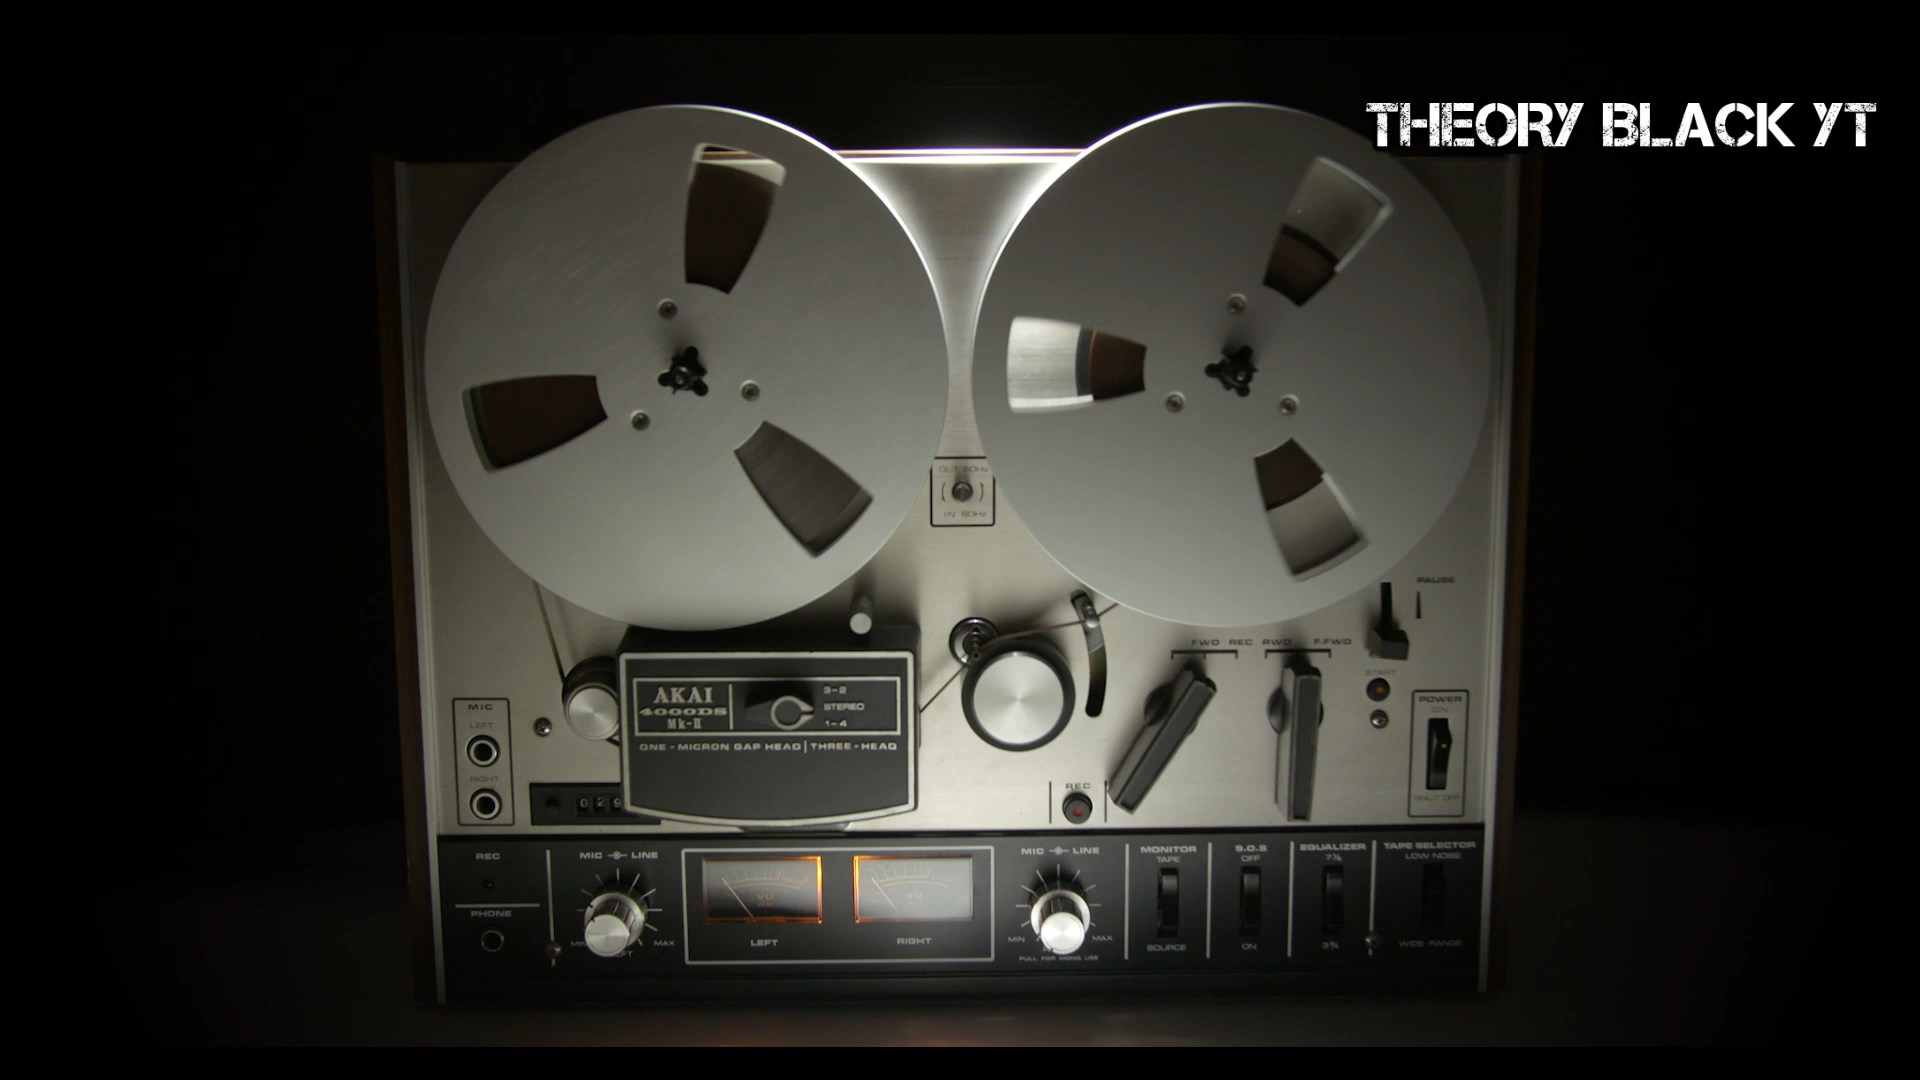 THEORY BLACK YT
OUT 50Hz
IN 60Hz
PAUSE
FWD REC RWD F.FWD
START
POWER
ON
SHUT OFF
MIC
LEFT
RIGHT
AKAI
4000DS
Mk-II
3-2
STEREO
1-4
ONE-MICRON GAP HEAD THREE-HEAD
029
REC
REC
PHONE
MIC LINE
MIN
MAX
LEFT
VU
LEFT
VU
RIGHT
MIC LINE
MIN
MAX
PULL FOR MONO USE
MONITOR
TAPE
SOURCE
S.O.S
OFF
ON
EQUALIZER
7½
3¾
TAPE SELECTOR
LOW NOISE
WIDE RANGE